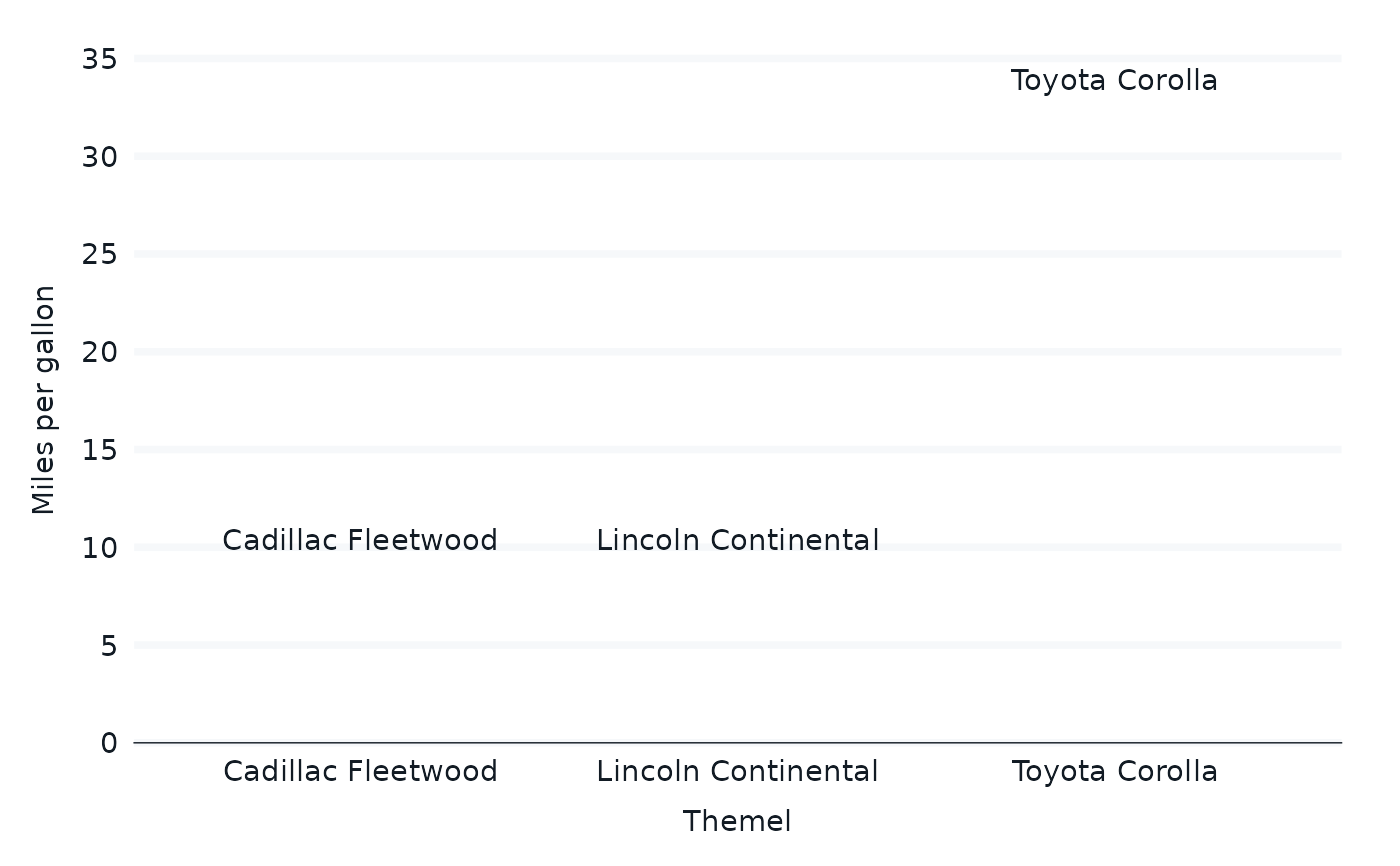 35
Toyota Corolla
30
25
20
15
Cadillac Fleetwood
Lincoln Continental
10
5
0
Miles per gallon
Cadillac Fleetwood
Lincoln Continental
Toyota Corolla
Themel